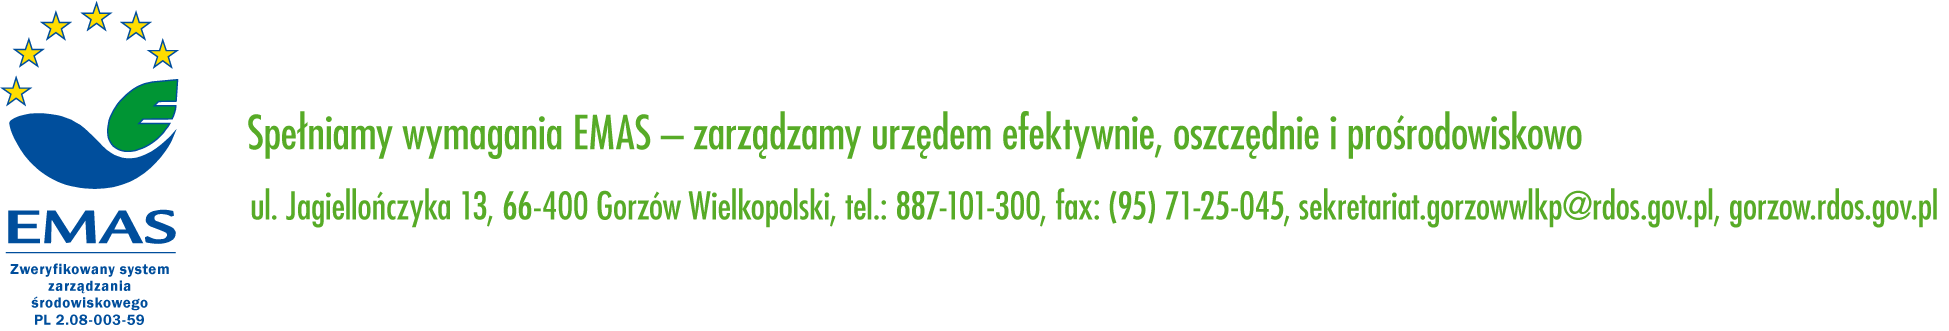 Spełniamy wymagania EMAS – zarządzamy urzędem efektywnie, oszczędnie i prośrodowiskowo
ul. Jagiellończyka 13, 66-400 Gorzów Wielkopolski, tel.: 887-101-300, fax: (95) 71-25-045, sekretariat.gorzowwlkp@rdos.gov.pl, gorzow.rdos.gov.pl
EMAS
Zweryfikowany system
zarządzania
środowiskowego
PL 2.08-003-59